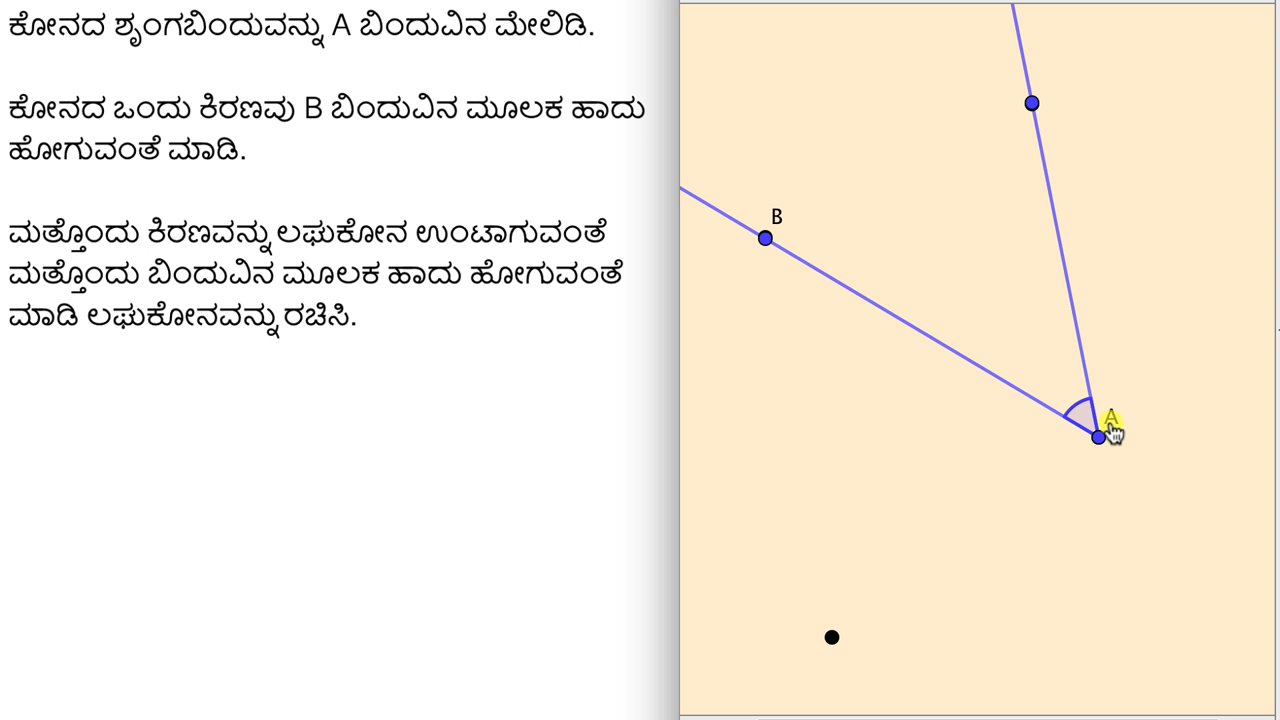 ಕೋನದ ಶೃಂಗಬಿಂದುವನ್ನು A ಬಿಂದುವಿನ ಮೇಲಿಡಿ.
ಕೋನದ ಒಂದು ಕಿರಣವು B ಬಿಂದುವಿನ ಮೂಲಕ ಹಾದು
ಹೋಗುವಂತೆ ಮಾಡಿ.
ಮತ್ತೊಂದು ಕಿರಣವನ್ನು ಲಘುಕೋನ ಉಂಟಾಗುವಂತೆ
ಮತ್ತೊಂದು ಬಿಂದುವಿನ ಮೂಲಕ ಹಾದು ಹೋಗುವಂತೆ
ಮಾಡಿ ಲಘುಕೋನವನ್ನು ರಚಿಸಿ.
B
A